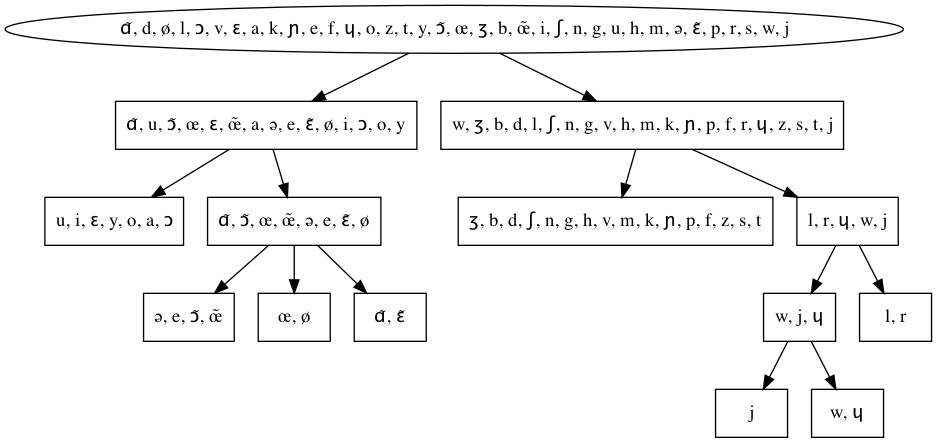 ɑ̃, d, ø, l, ɔ, v, ɛ, a, k, ɲ, e, f, ɥ, o, z, t, y, ɔ̃, œ, ʒ, b, œ̃, i, ʃ, n, g, u, h, m, ə, ɛ̃, p, r, s, w, j
ɑ̃, u, ɔ̃, œ, ɛ, œ̃, a, ə, e, ɛ̃, ø, i, ɔ, o, y
w, ʒ, b, d, l, ʃ, n, g, v, h, m, k, ɲ, p, f, r, ɥ, z, s, t, j
u, i, ɛ, y, o, a, ɔ
ɑ̃, ɔ̃, œ, œ̃, ə, e, ɛ̃, ø
ʒ, b, d, ʃ, n, g, h, v, m, k, ɲ, p, f, z, s, t
l, r, ɥ, w, j
ə, e, ɔ̃, œ̃
œ, ø
ɑ̃, ɛ̃
w, j, ɥ
l, r
j
w, ɥ